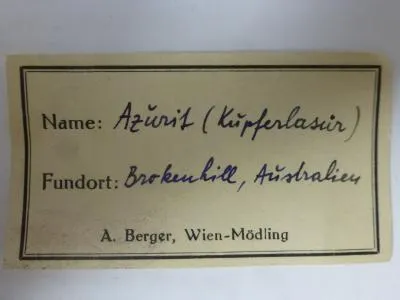 Name: Azurit (Kupferlasur)
Fundort: Brokenhill, Australien
A. Berger, Wien-Mödling